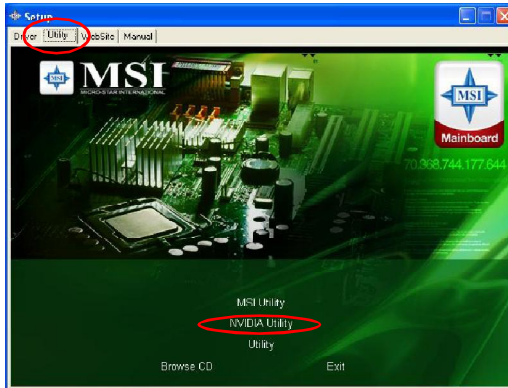 Setup
Driver Utility WebSite Manual
MSI
MICRO-STAR INTERNATIONAL
MSI
Mainboard
70.368.744.177.644
MSI Utility
NVIDIA Utility
Utility
Browse CD Exit